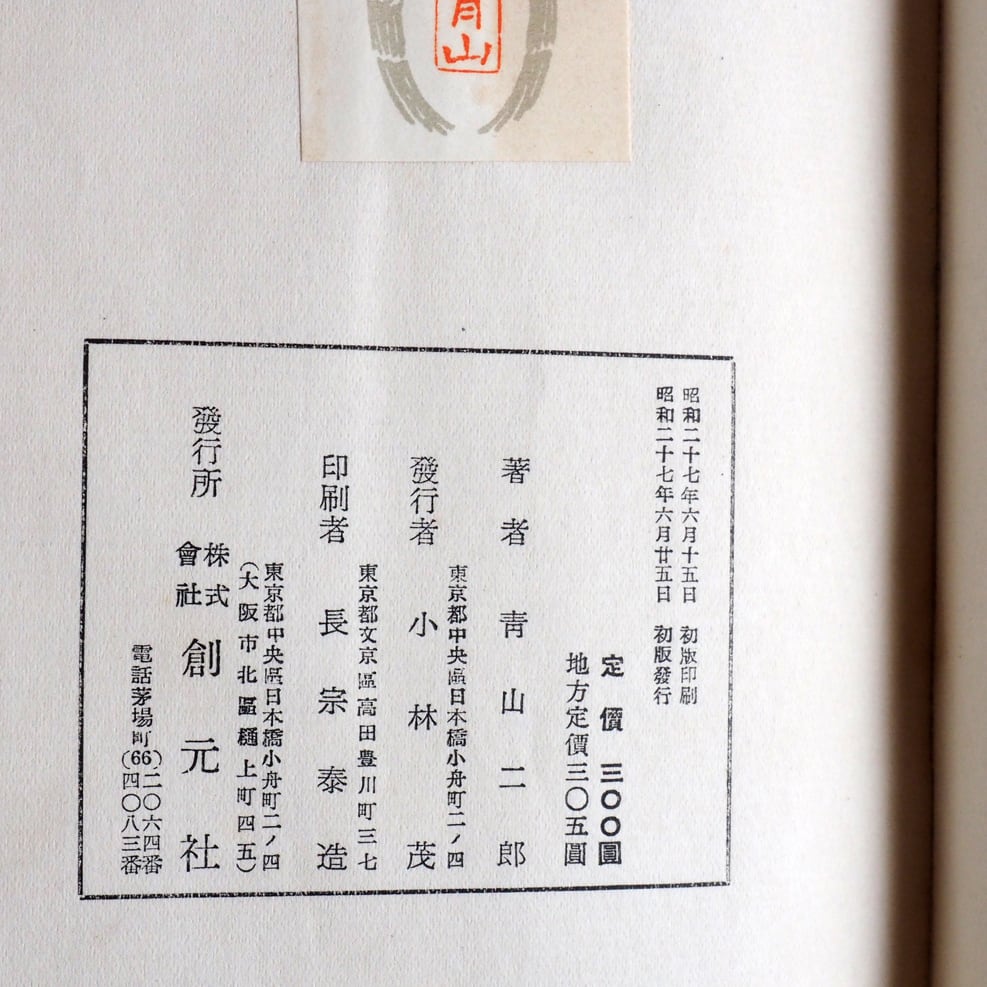 青山
昭和二十七年六月十五日 初版印刷
昭和二十七年六月廿五日 初版發行
定價 三〇〇圓
地方定價三〇五圓
著者 靑山二郎
東京都中央區日本橋小舟町二ノ四
發行者 小林茂
東京都文京區高田豊川町三七
印刷者 長宗泰造
東京都中央區日本橋小舟町二ノ四
(大阪市北區樋上町四五)
發行所 株式會社 創元社
電話茅場町(66)二〇六四番
四〇八三番